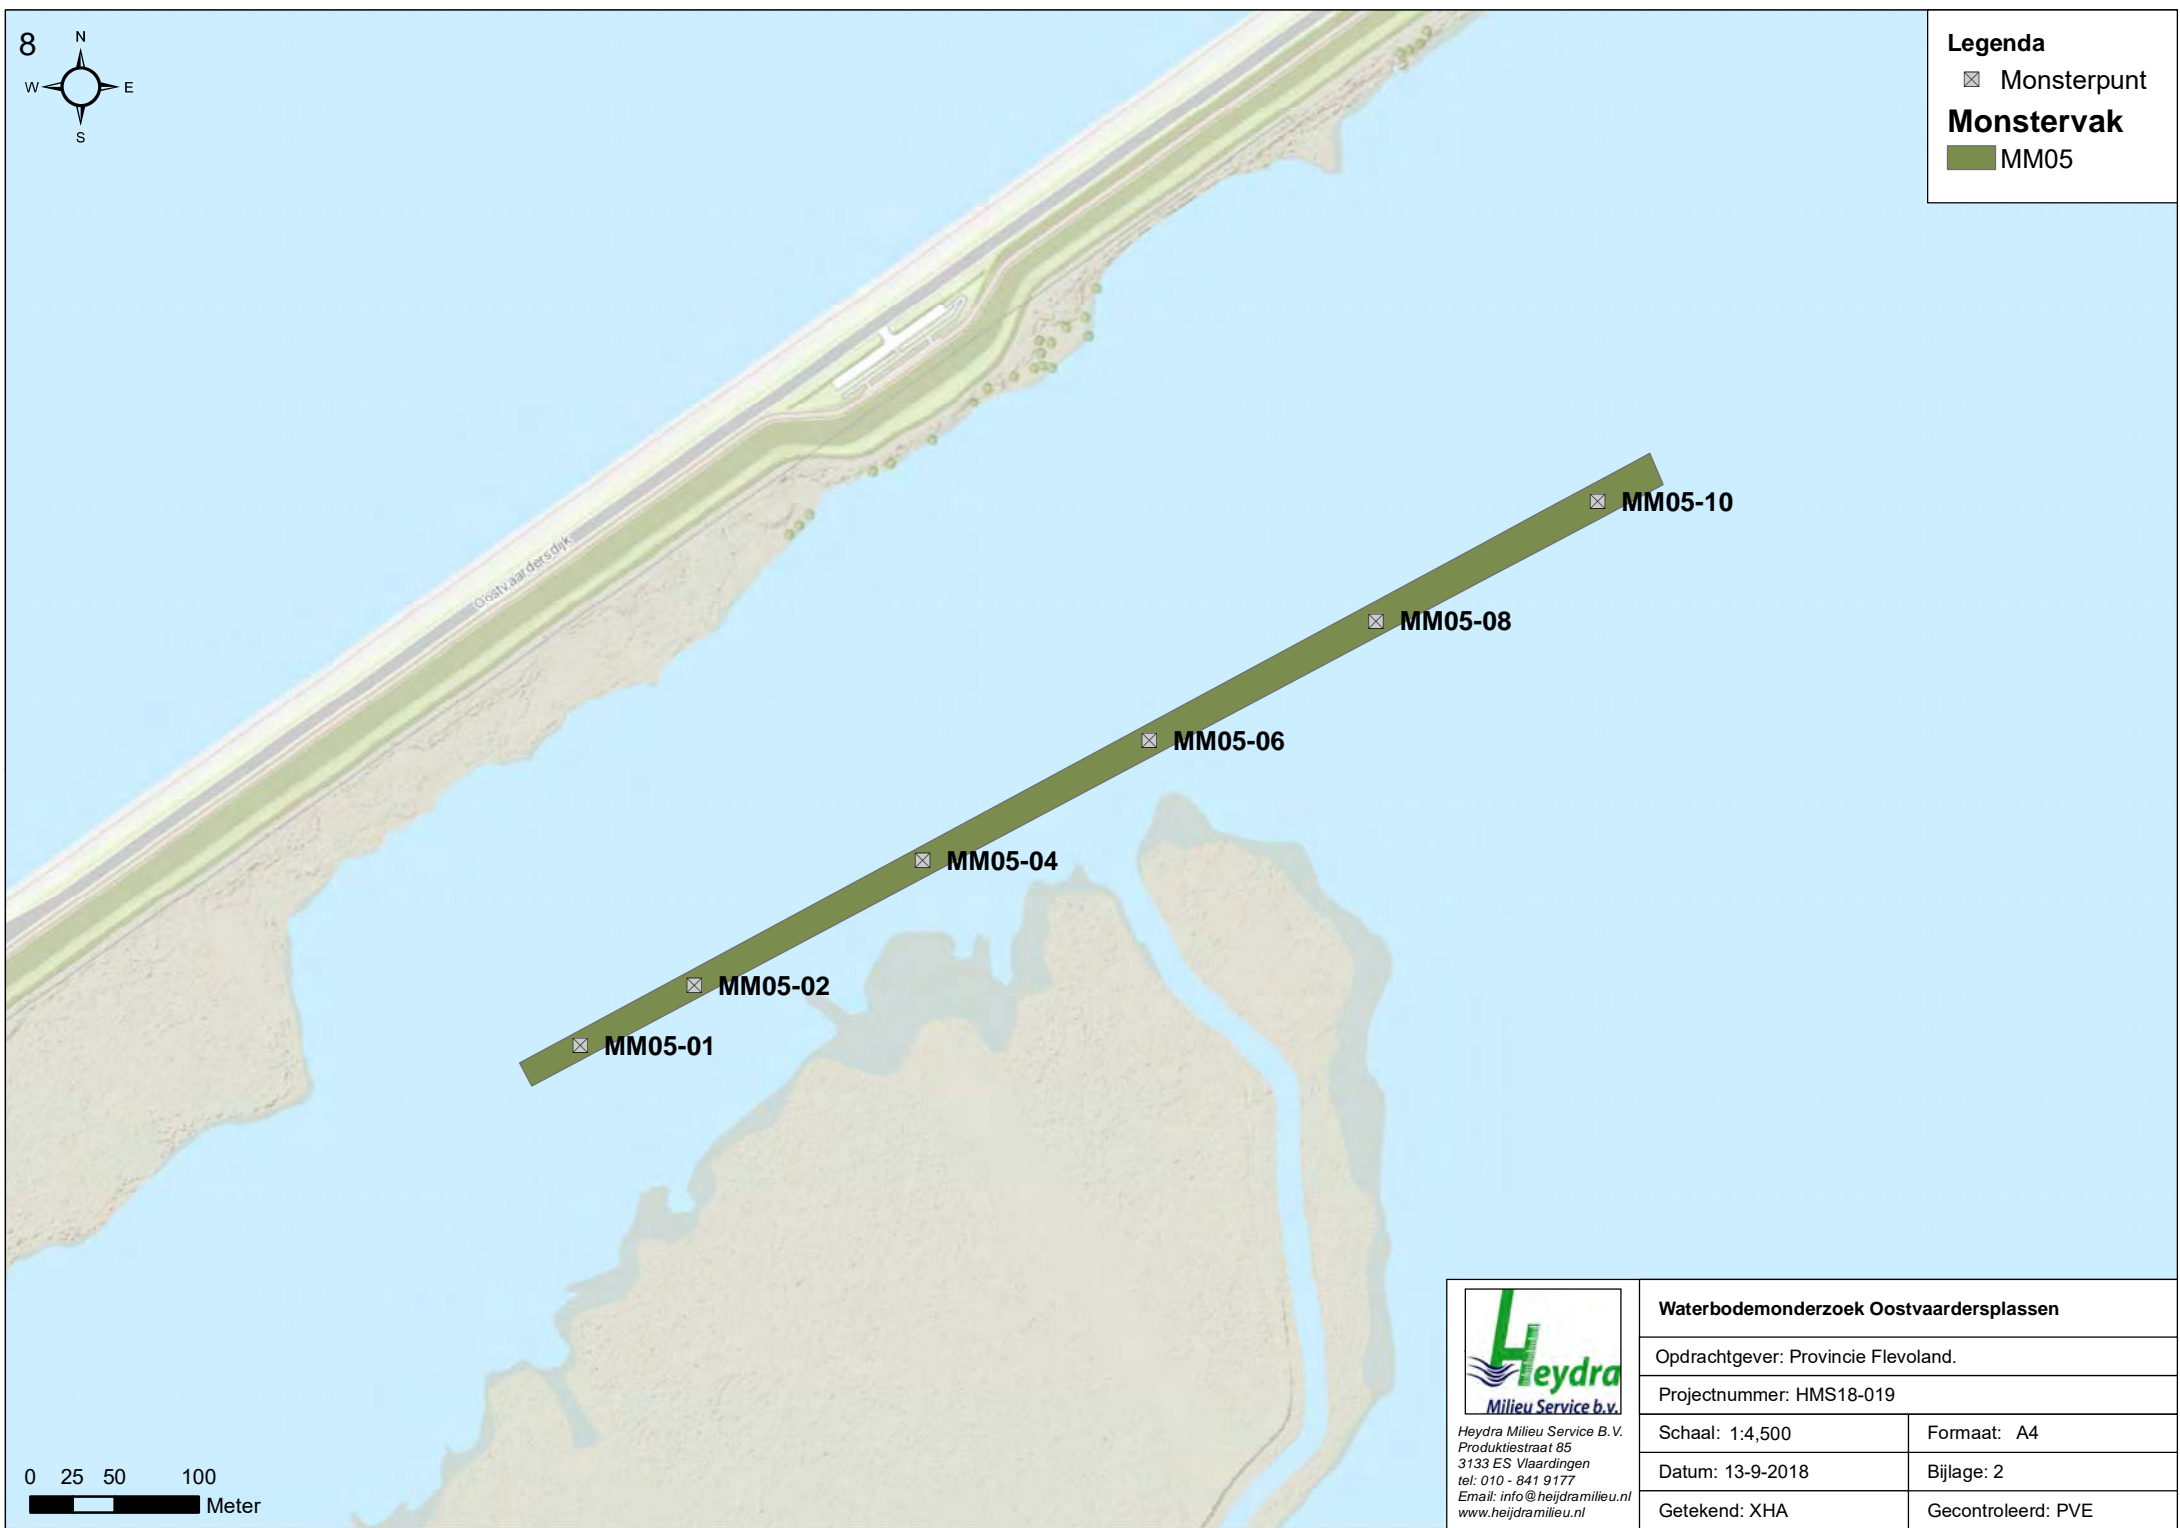 8
N
W E
S
Legenda
Monsterpunt
Monstervak
MM05
Oostvaardersdijk
MM05-10
MM05-08
MM05-06
MM05-04
MM05-02
MM05-01
0 25 50 100
Meter
Heydra
Milieu Service b.v.
Heydra Milieu Service B.V.
Produktiestraat 85
3133 ES Vlaardingen
tel: 010 - 841 9177
Email: info@heijdramilieu.nl
www.heijdramilieu.nl
Waterbodemonderzoek Oostvaardersplassen
Opdrachtgever: Provincie Flevoland.
Projectnummer: HMS18-019
Schaal: 1:4,500 Formaat: A4
Datum: 13-9-2018 Bijlage: 2
Getekend: XHA Gecontroleerd: PVE